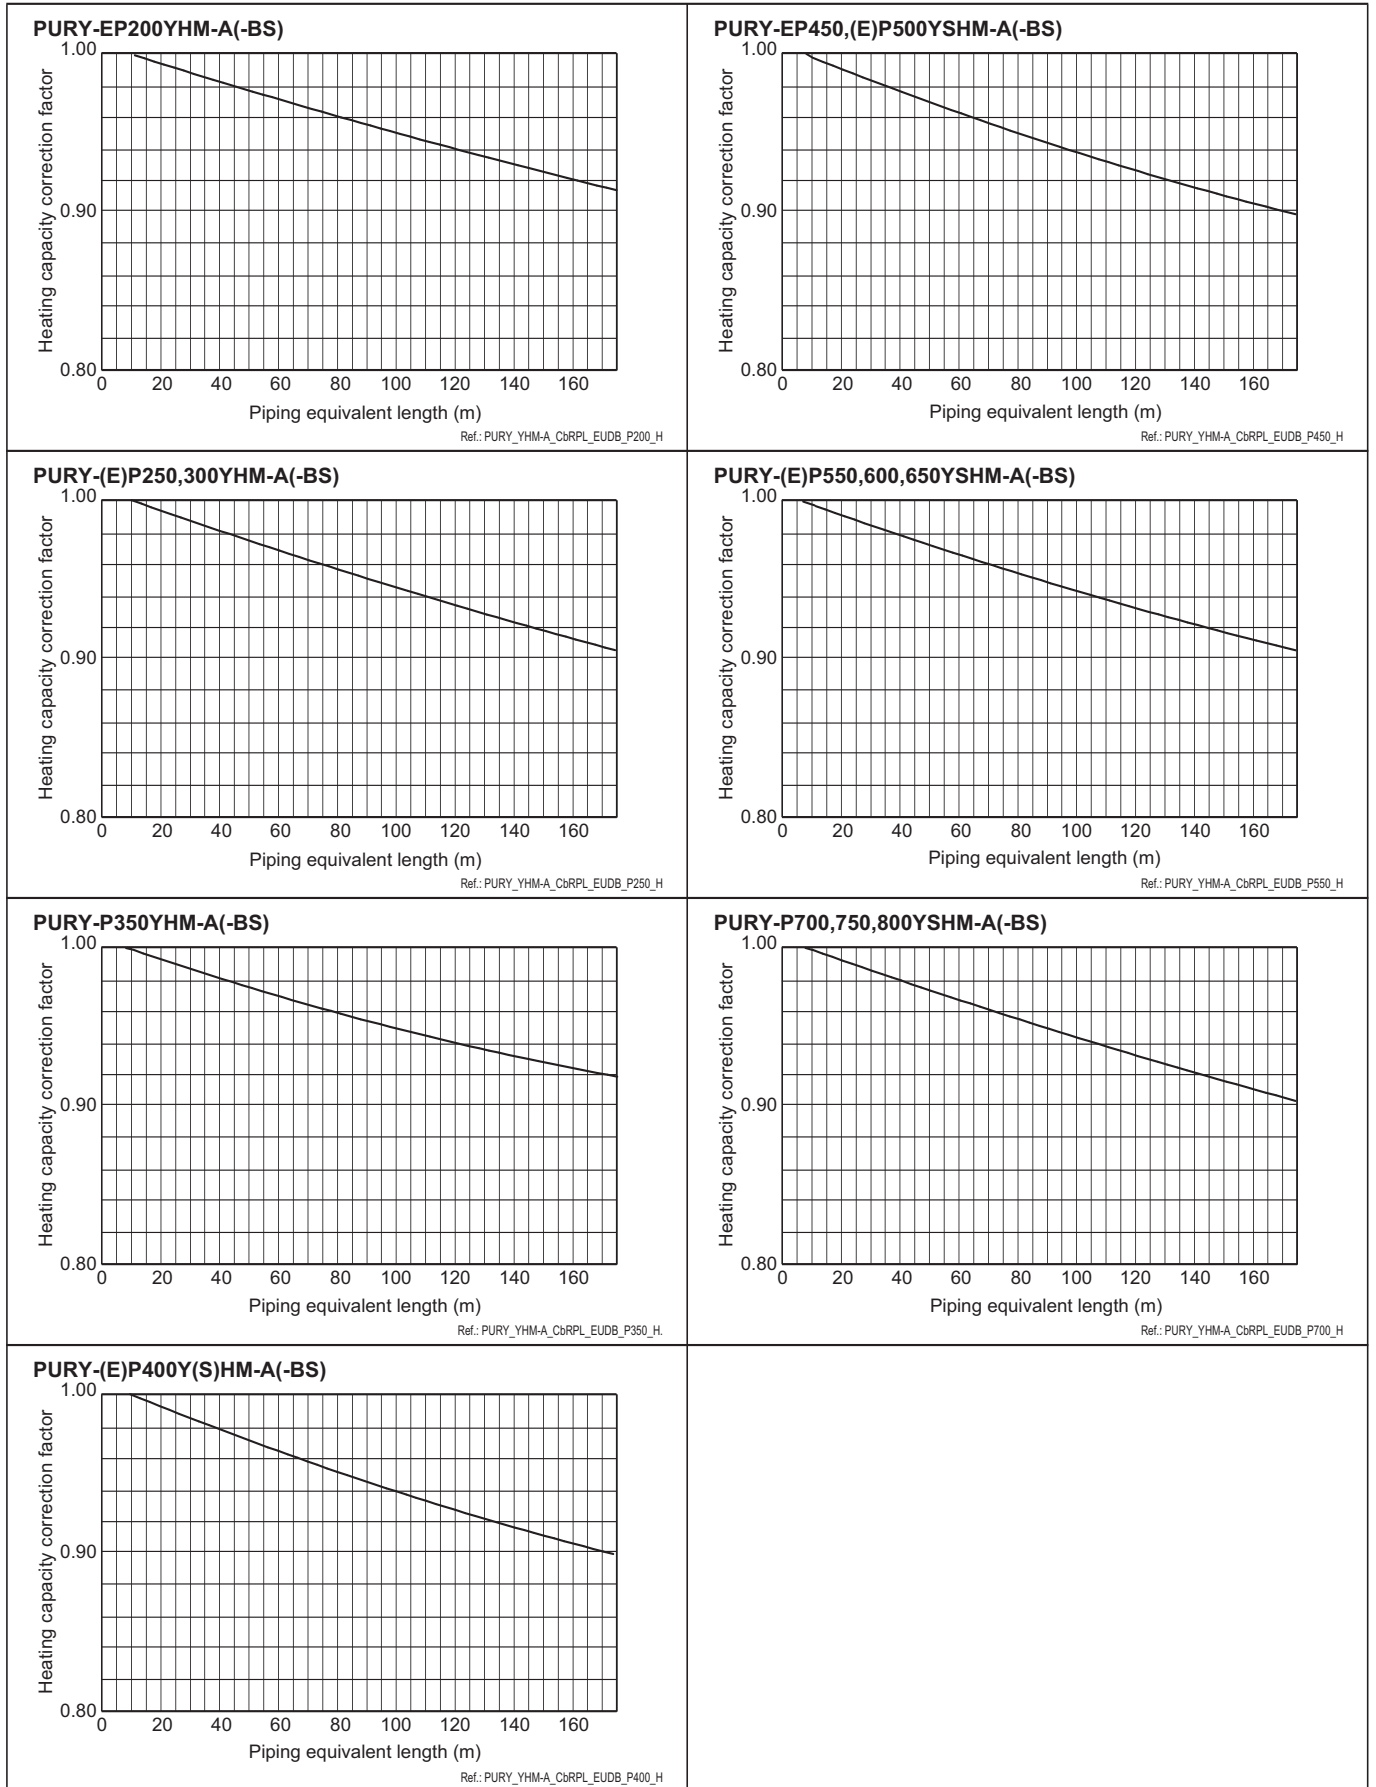 PURY-EP200YHM-A(-BS)
1.00
0.90
0.80
Heating capacity correction factor
0 20 40 60 80 100 120 140 160
Piping equivalent length (m)
Ref.: PURY_YHM-A_CbRPL_EUDB_P200_H
PURY-EP450,(E)P500YSHM-A(-BS)
1.00
0.90
0.80
Heating capacity correction factor
0 20 40 60 80 100 120 140 160
Piping equivalent length (m)
Ref.: PURY_YHM-A_CbRPL_EUDB_P450_H
PURY-(E)P250,300YHM-A(-BS)
1.00
0.90
0.80
Heating capacity correction factor
0 20 40 60 80 100 120 140 160
Piping equivalent length (m)
Ref.: PURY_YHM-A_CbRPL_EUDB_P250_H
PURY-(E)P550,600,650YSHM-A(-BS)
1.00
0.90
0.80
Heating capacity correction factor
0 20 40 60 80 100 120 140 160
Piping equivalent length (m)
Ref.: PURY_YHM-A_CbRPL_EUDB_P550_H
PURY-P350YHM-A(-BS)
1.00
0.90
0.80
Heating capacity correction factor
0 20 40 60 80 100 120 140 160
Piping equivalent length (m)
Ref.: PURY_YHM-A_CbRPL_EUDB_P350_H.
PURY-P700,750,800YSHM-A(-BS)
1.00
0.90
0.80
Heating capacity correction factor
0 20 40 60 80 100 120 140 160
Piping equivalent length (m)
Ref.: PURY_YHM-A_CbRPL_EUDB_P700_H
PURY-(E)P400Y(S)HM-A(-BS)
1.00
0.90
0.80
Heating capacity correction factor
0 20 40 60 80 100 120 140 160
Piping equivalent length (m)
Ref.: PURY_YHM-A_CbRPL_EUDB_P400_H